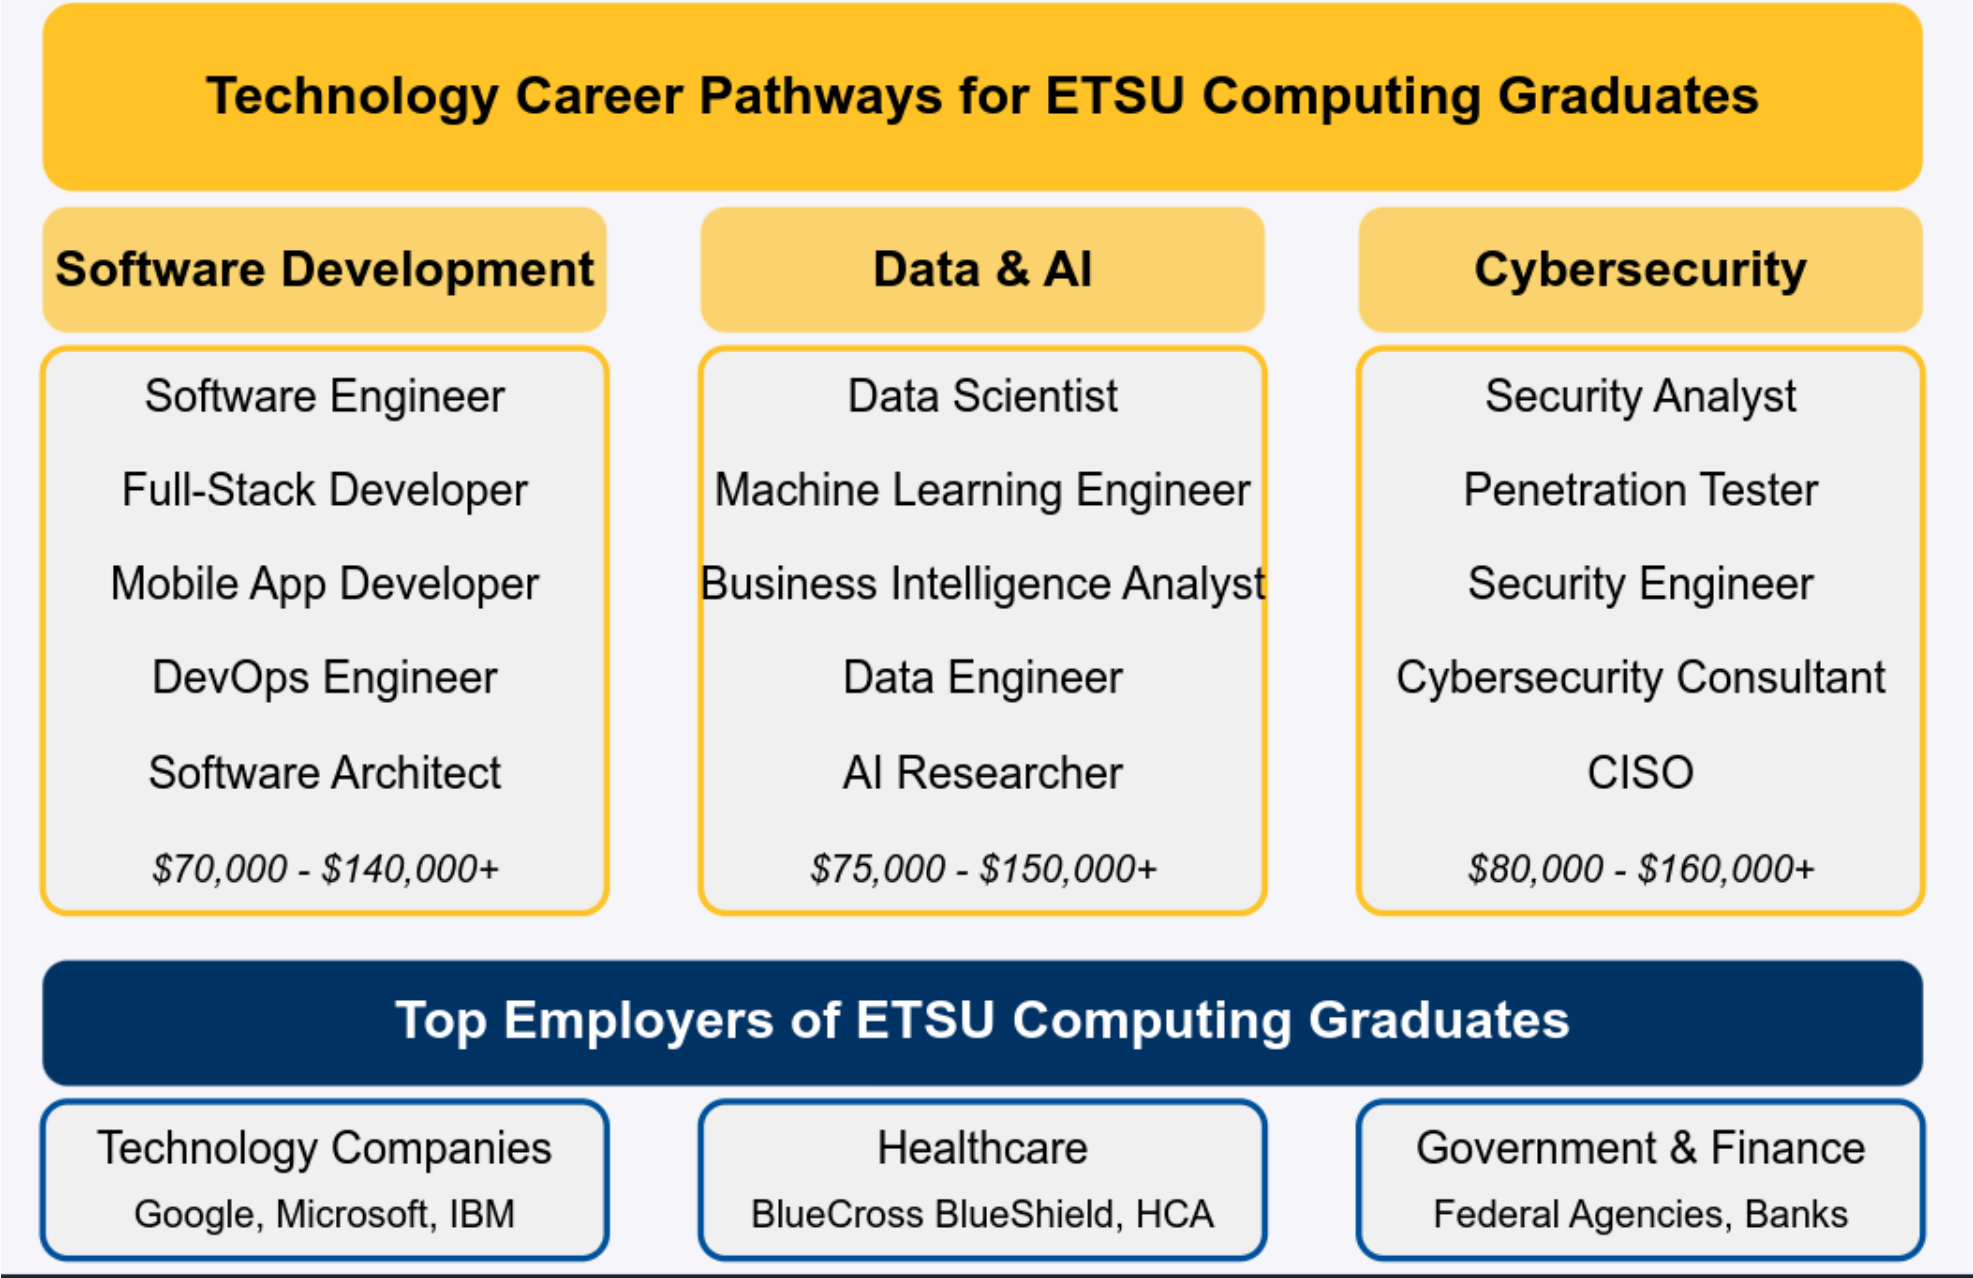 Technology Career Pathways for ETSU Computing Graduates
Software Development
Software Engineer
Full-Stack Developer
Mobile App Developer
DevOps Engineer
Software Architect
$70,000 - $140,000+
Data & AI
Data Scientist
Machine Learning Engineer
Business Intelligence Analyst
Data Engineer
AI Researcher
$75,000 - $150,000+
Cybersecurity
Security Analyst
Penetration Tester
Security Engineer
Cybersecurity Consultant
CISO
$80,000 - $160,000+
Top Employers of ETSU Computing Graduates
Technology Companies
Google, Microsoft, IBM
Healthcare
BlueCross BlueShield, HCA
Government & Finance
Federal Agencies, Banks